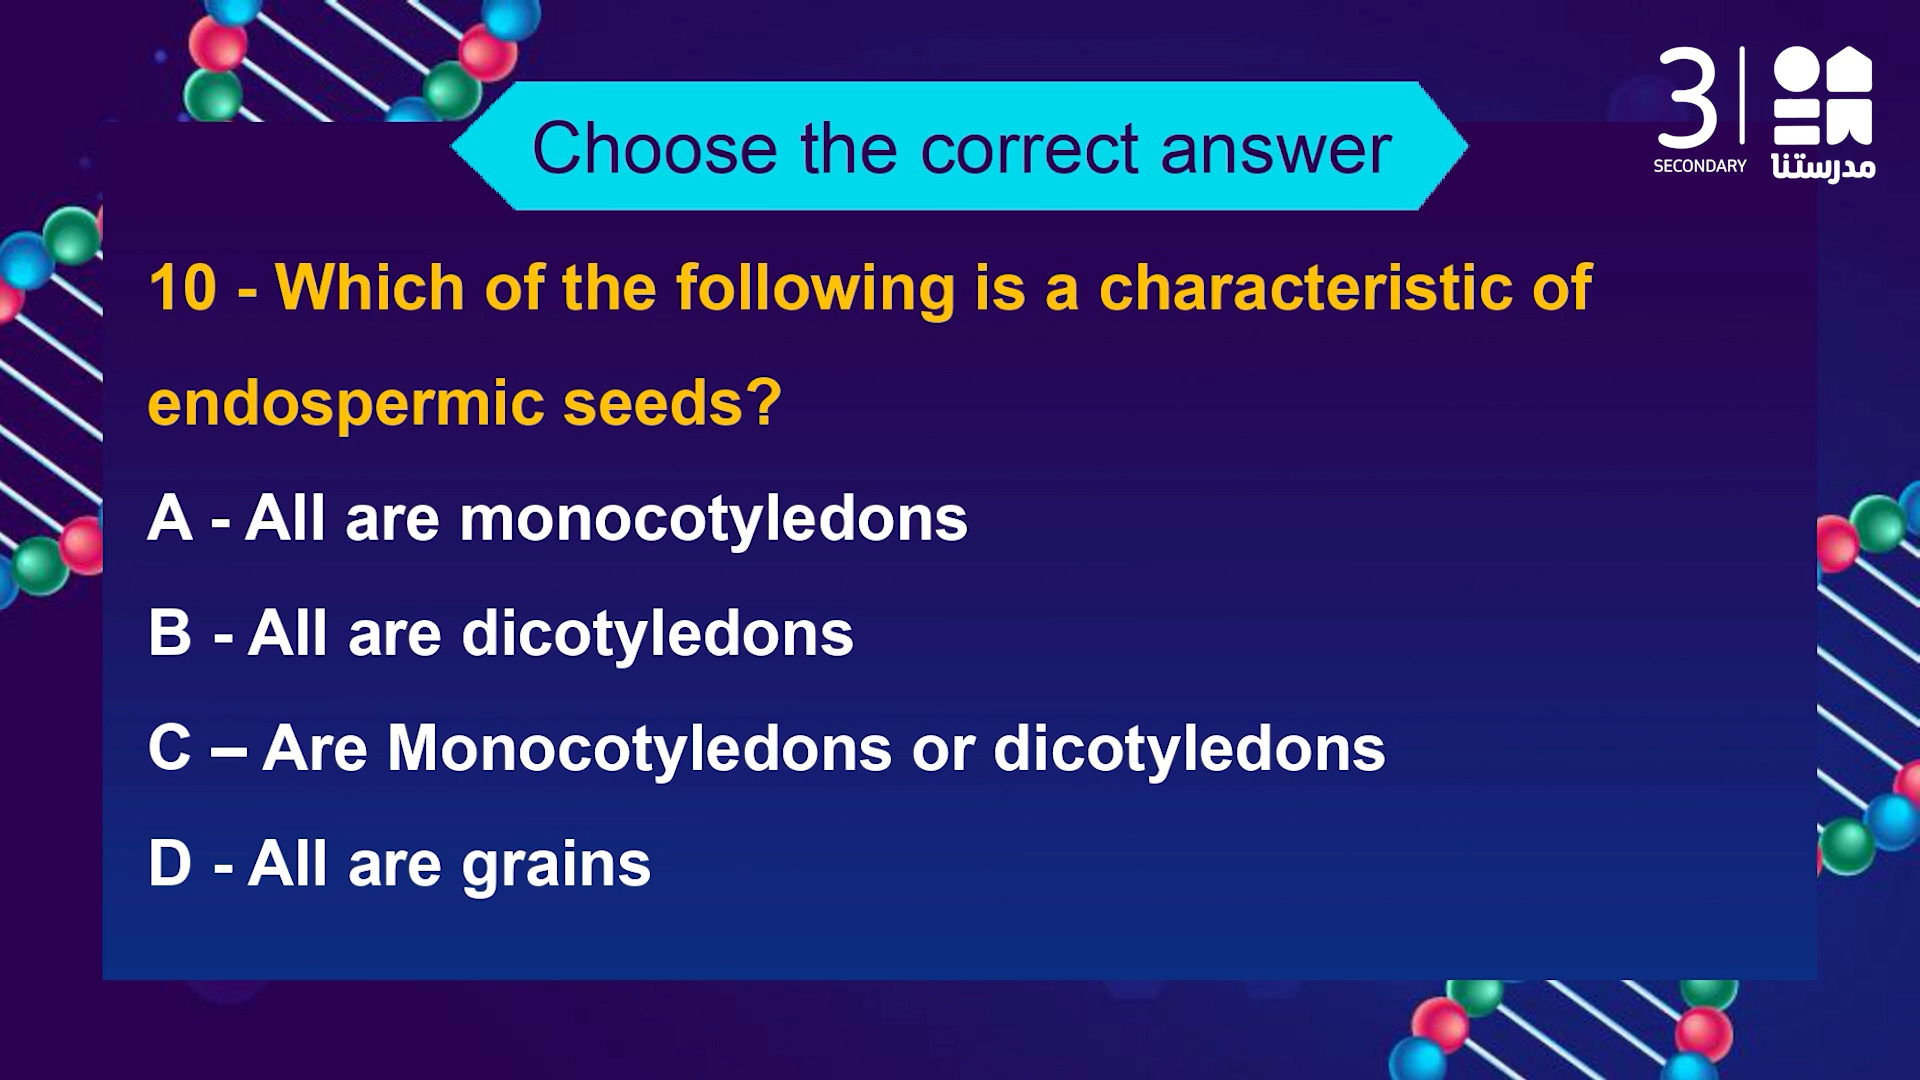 3
SECONDARY
مدرستنا
Choose the correct answer
10 - Which of the following is a characteristic of
endospermic seeds?
A - All are monocotyledons
B - All are dicotyledons
C – Are Monocotyledons or dicotyledons
D - All are grains